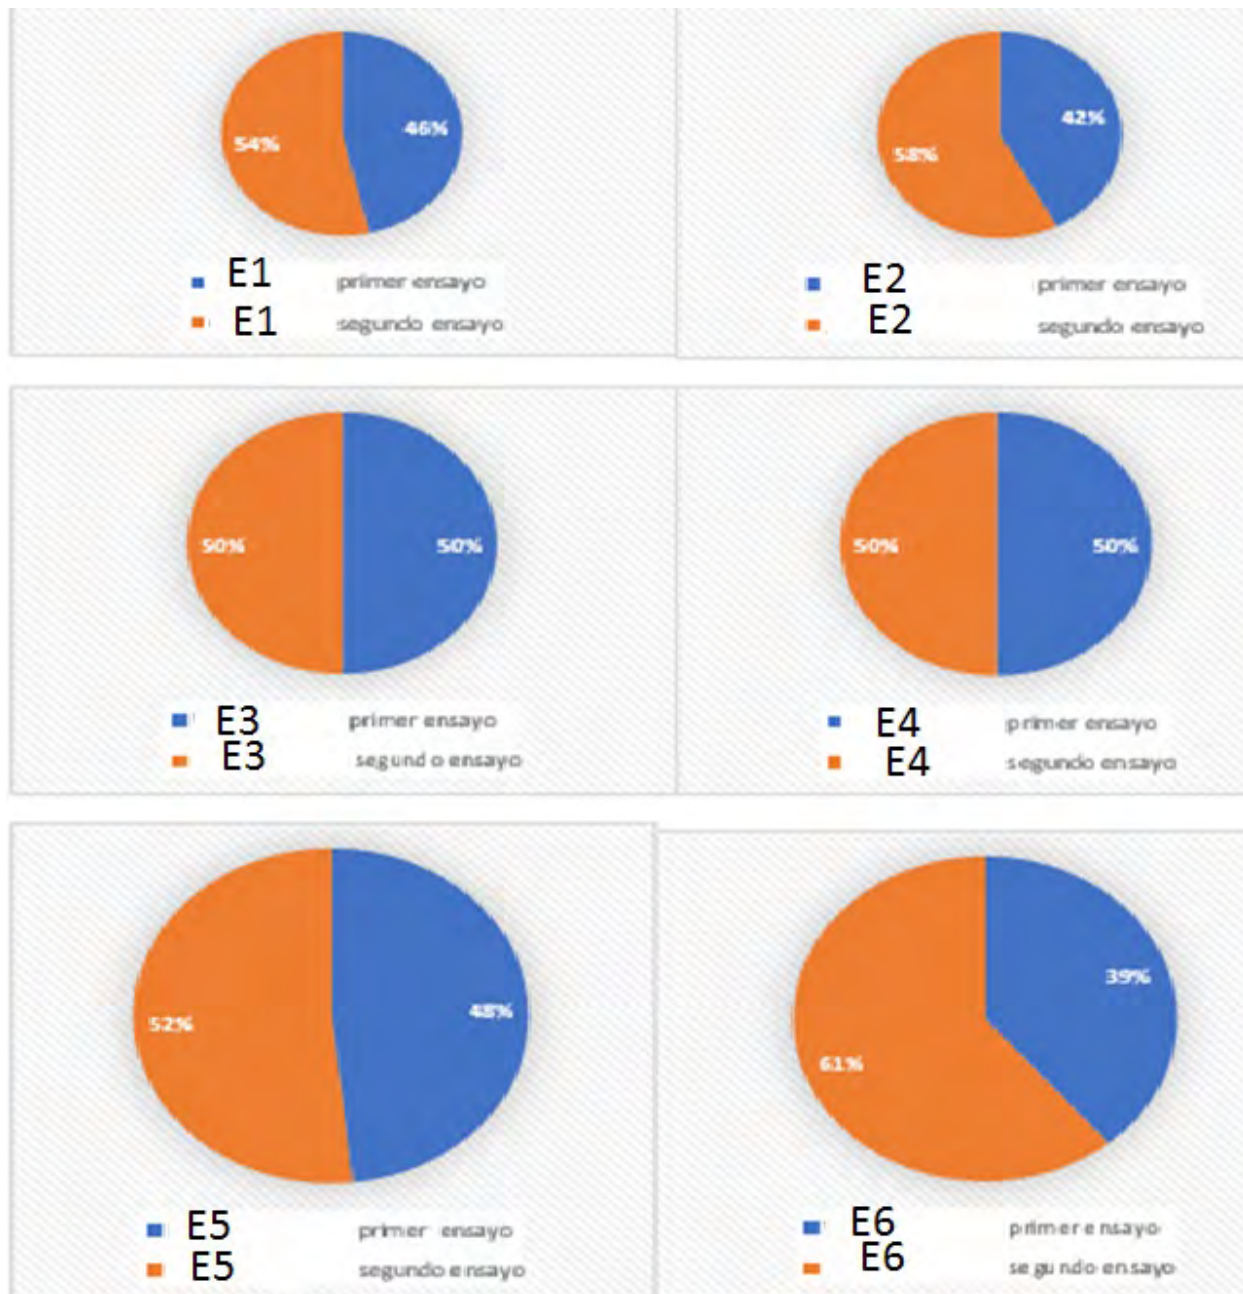 46%
54%
E1 primer ensayo
E1 segundo ensayo
42%
58%
E2 primer ensayo
E2 segundo ensayo
50% 50%
E3 primer ensayo
E3 segundo ensayo
50% 50%
E4 primer ensayo
E4 segundo ensayo
48%
52%
E5 primer ensayo
E5 segundo ensayo
39%
61%
E6 primer ensayo
E6 segundo ensayo